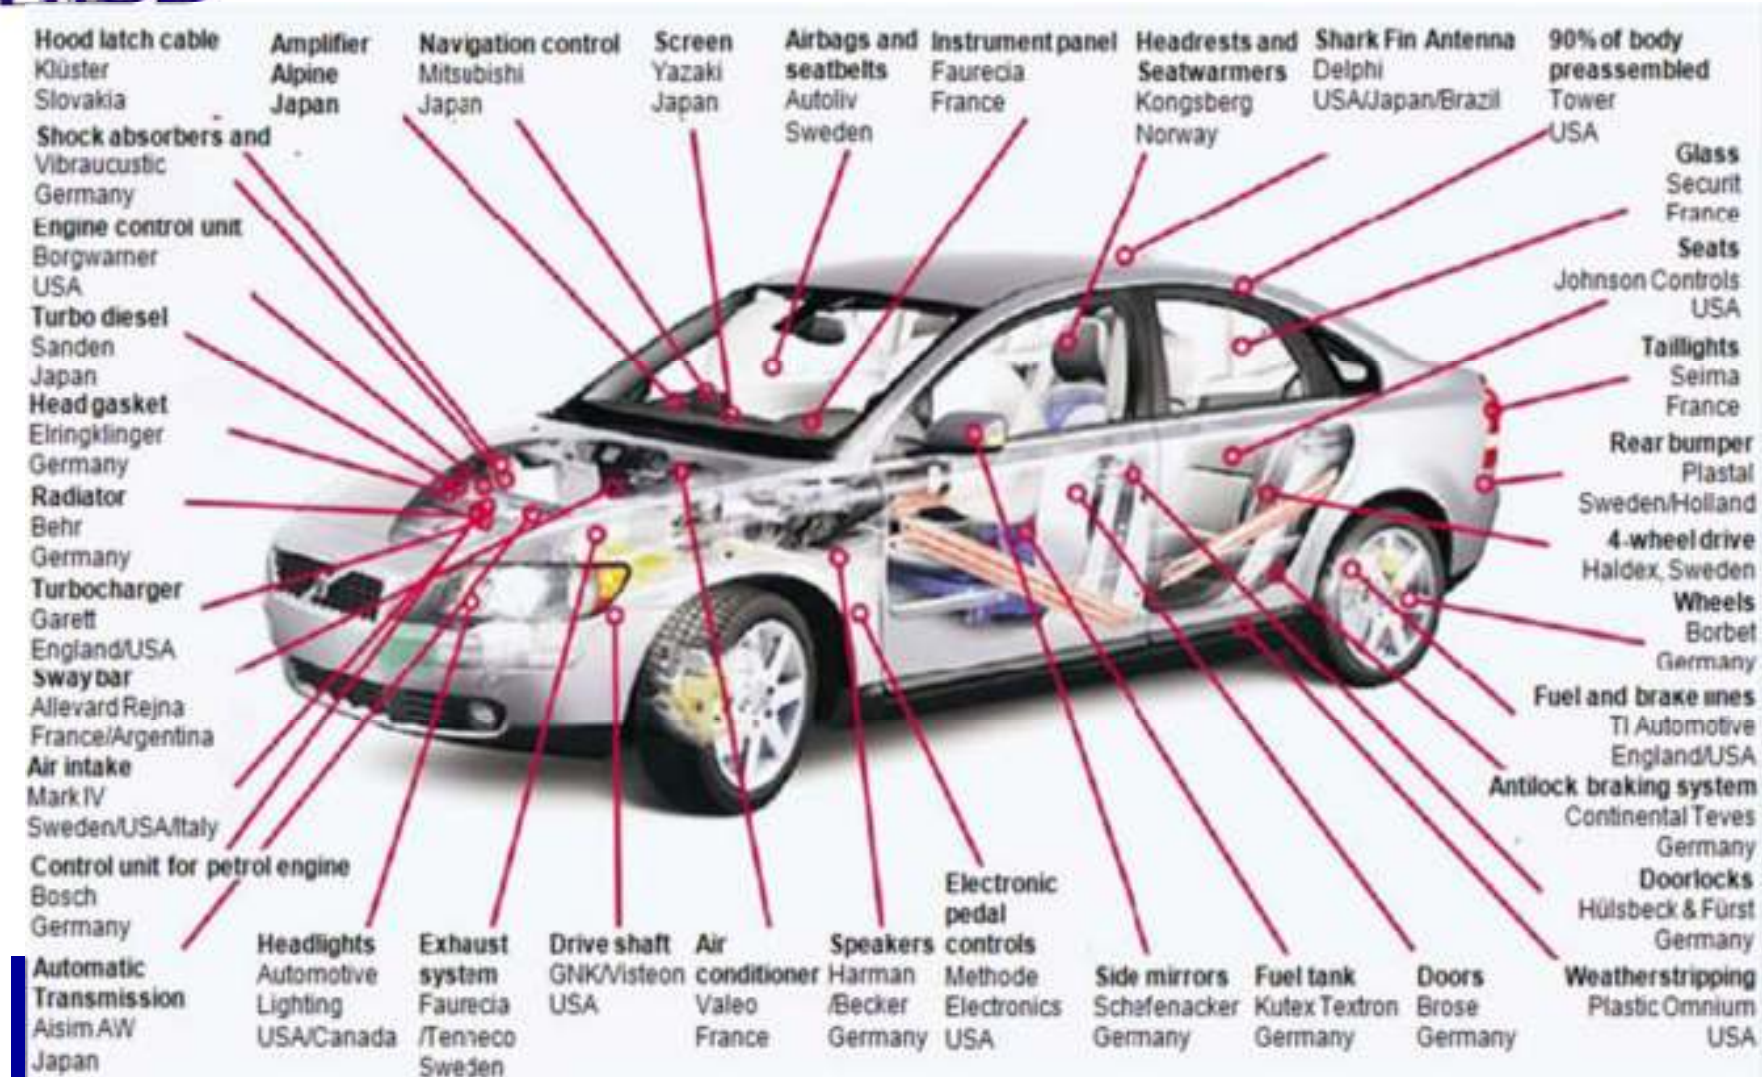 Hood latch cable
Klüster
Slovakia
Shock absorbers and
Vibraucustic
Germany
Engine control unit
Borgwarner
USA
Turbo diesel
Sanden
Japan
Head gasket
Elringklinger
Germany
Radiator
Behr
Germany
Turbocharger
Garett
England/USA
Sway bar
Allevard Rejna
France/Argentina
Air intake
Mark IV
Sweden/USA/Italy
Control unit for petrol engine
Bosch
Germany
Automatic
Transmission
Aisim AW
Japan
Amplifier
Alpine
Japan
Navigation control
Mitsubishi
Japan
Screen
Yazaki
Japan
Airbags and
seatbelts
Autoliv
Sweden
Instrument panel
Faurecia
France
Headrests and
Seatwarmers
Kongsberg
Norway
Shark Fin Antenna
Delphi
USA/Japan/Brazil
90% of body
preassembled
Tower
USA
Glass
Securit
France
Seats
Johnson Controls
USA
Taillights
Seima
France
Rear bumper
Plastal
Sweden/Holland
4-wheel drive
Haldex, Sweden
Wheels
Borbet
Germany
Fuel and brake lines
TI Automotive
England/USA
Antilock braking system
Continental Teves
Germany
Doorlocks
Hülsbeck & Fürst
Germany
Weatherstripping
Plastic Omnium
USA
Headlights
Automotive
Lighting
USA/Canada
Exhaust
system
Faurecia
/Tenneco
Sweden
Drive shaft
GNK/Visteon
USA
Air
conditioner
Valeo
France
Speakers
Harman
/Becker
Germany
Electronic
pedal
controls
Methode
Electronics
USA
Side mirrors
Schefenacker
Germany
Fuel tank
Kutex Textron
Germany
Doors
Brose
Germany